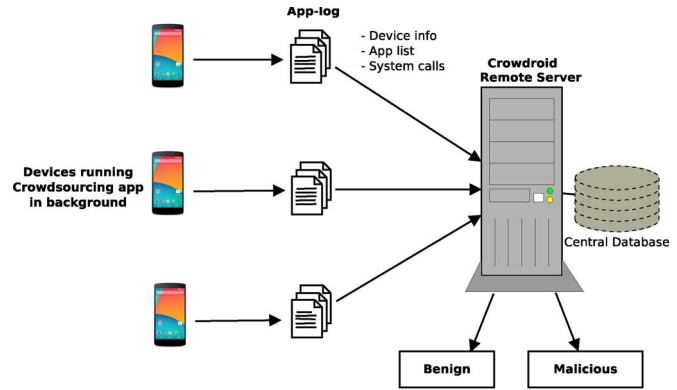 App-log
- Device info
- App list
- System calls
Crowdroid
Remote Server
Devices running
Crowdsourcing app
in background
Central Database
Benign
Malicious